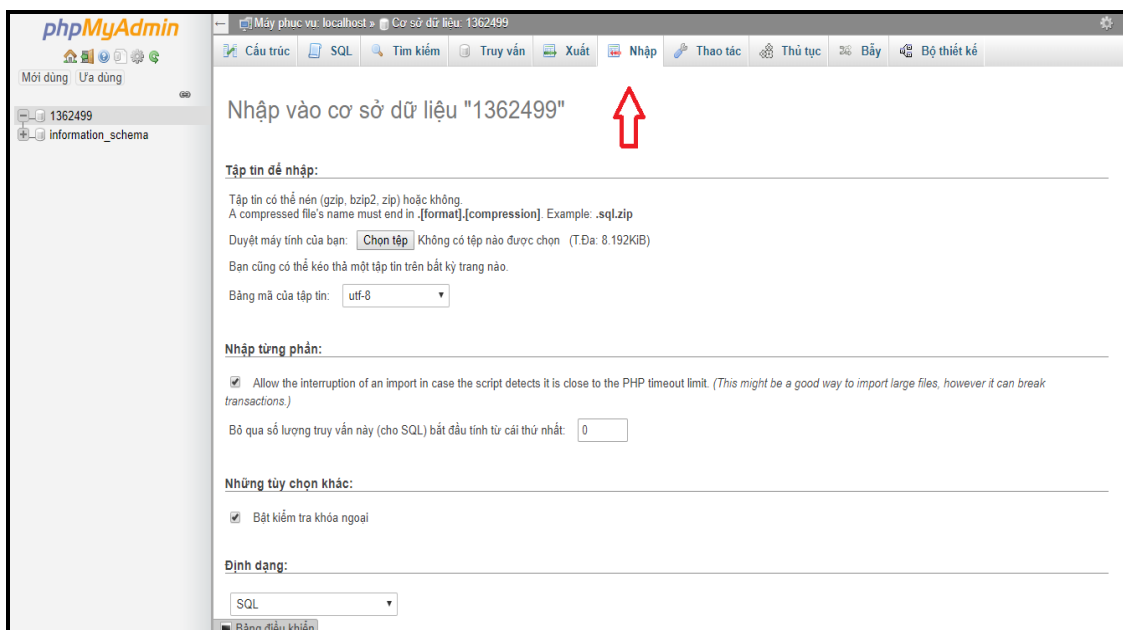 phpMyAdmin
Mới dùng Ưa dùng
1362499
information_schema
Máy phuc vu: localhost » Cơ sở dữ liệu: 1362499
Cấu trúc SQL Tìm kiếm Truy vấn Xuất Nhập Thao tác Thủ tục Bẫy Bộ thiết kế
Nhập vào cơ sở dữ liệu "1362499"
Tập tin để nhập:
Tập tin có thể nén (gzip, bzip2, zip) hoặc không.
A compressed file's name must end in .[format].[compression]. Example: .sql.zip
Duyệt máy tính của bạn: Chọn tệp Không có tệp nào được chọn (T.Đa: 8.192KiB)
Bạn cũng có thể kéo thả một tập tin trên bất kỳ trang nào.
Bảng mã của tập tin: utf-8
Nhập từng phần:
Allow the interruption of an import in case the script detects it is close to the PHP timeout limit. (This might be a good way to import large files, however it can break
transactions.)
Bỏ qua số lượng truy vấn này (cho SQL) bắt đầu tính từ cái thứ nhất: 0
Những tùy chọn khác:
Bật kiểm tra khóa ngoại
Định dạng:
SQL
Bảng điều khiển